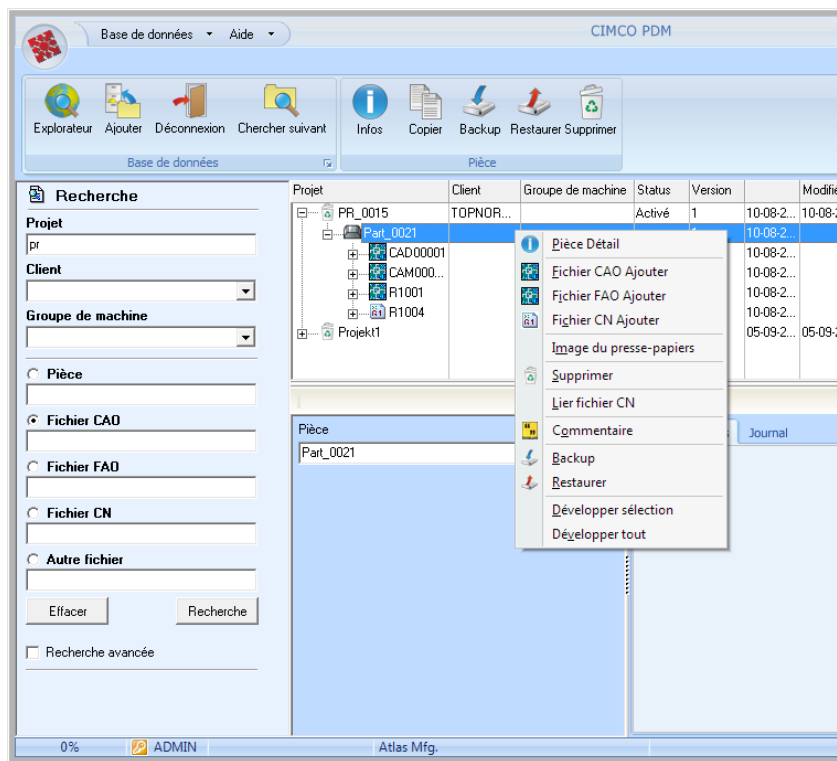 Base de données Aide CIMCO PDM
Explorateur Ajouter Déconnexion Chercher suivant Infos Copier Backup Restaurer Supprimer
Base de données Pièce
Recherche
Projet
pr
Client
Groupe de machine
Pièce
Fichier CAO
Fichier FAO
Fichier CN
Autre fichier
Effacer Recherche
Recherche avancée
Projet Client Groupe de machine Status Version Modifié
PR_0015 TOPNOR... Activé 1 10-08-2... 10-08-2
Part_0021 10-08-2...
CAD00001 10-08-2...
CAM000... 10-08-2...
R1001 10-08-2...
R1004 10-08-2...
Projekt1 05-09-2... 05-09-2
Pièce Détail
Fichier CAO Ajouter
Fichier FAO Ajouter
Fichier CN Ajouter
Image du presse-papiers
Supprimer
Lier fichier CN
Commentaire
Backup
Restaurer
Développer sélection
Développer tout
Pièce
Part_0021
Journal
0% ADMIN Atlas Mfg.